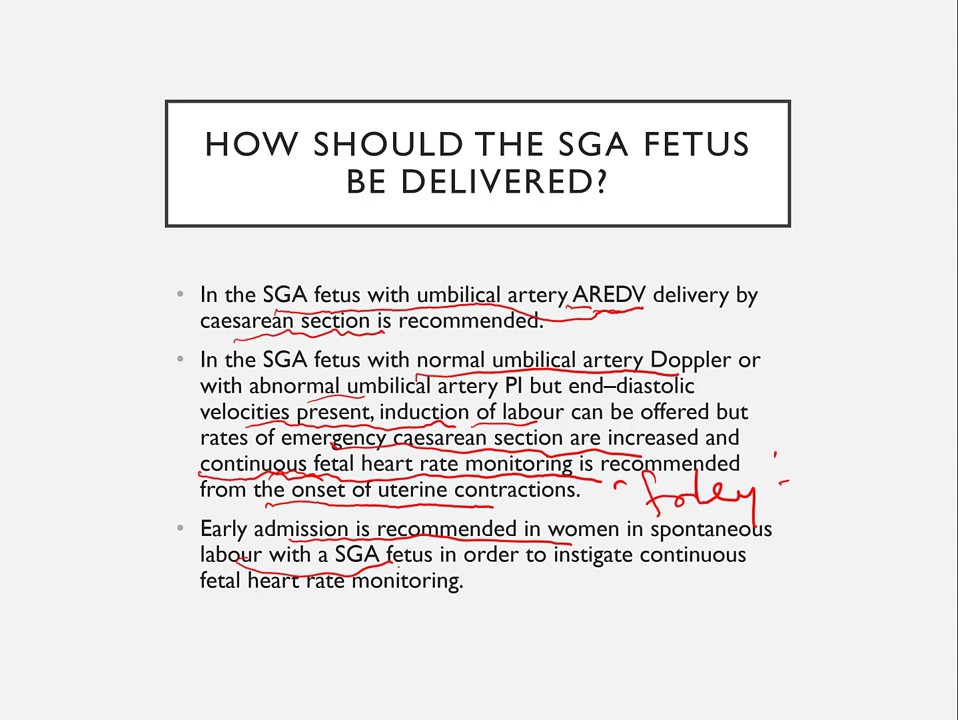 HOW SHOULD THE SGA FETUS
BE DELIVERED?
• In the SGA fetus with umbilical artery AREDV delivery by
caesarean section is recommended.
• In the SGA fetus with normal umbilical artery Doppler or
with abnormal umbilical artery PI but end–diastolic
velocities present, induction of labour can be offered but
rates of emergency caesarean section are increased and
continuous fetal heart rate monitoring is recommended
from the onset of uterine contractions.
"foley"
• Early admission is recommended in women in spontaneous
labour with a SGA fetus in order to instigate continuous
fetal heart rate monitoring.